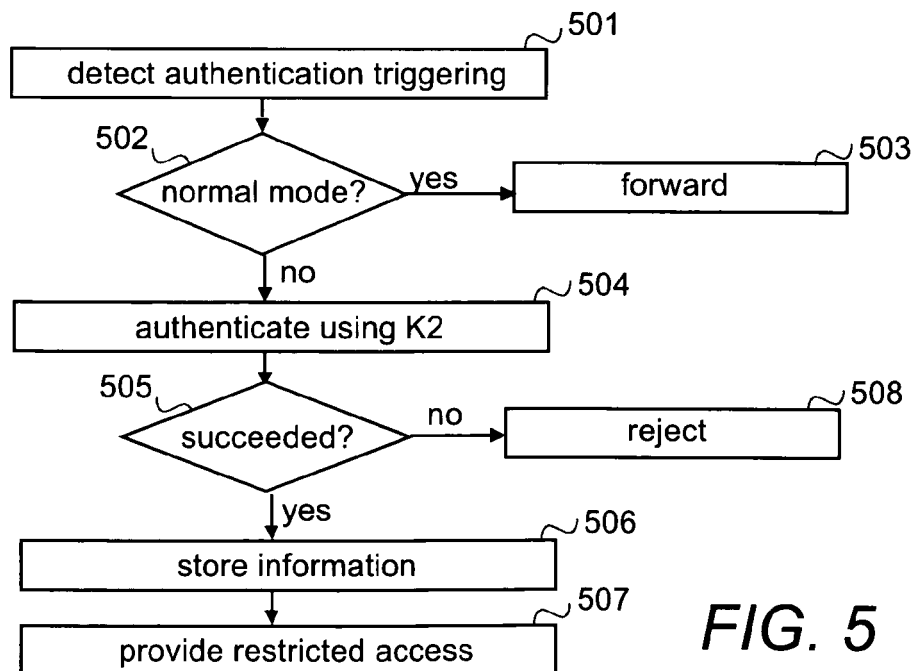 501
detect authentication triggering
502
normal mode?
yes
503
forward
no
504
authenticate using K2
505
succeeded?
no
508
reject
yes
506
store information
507
provide restricted access
FIG. 5